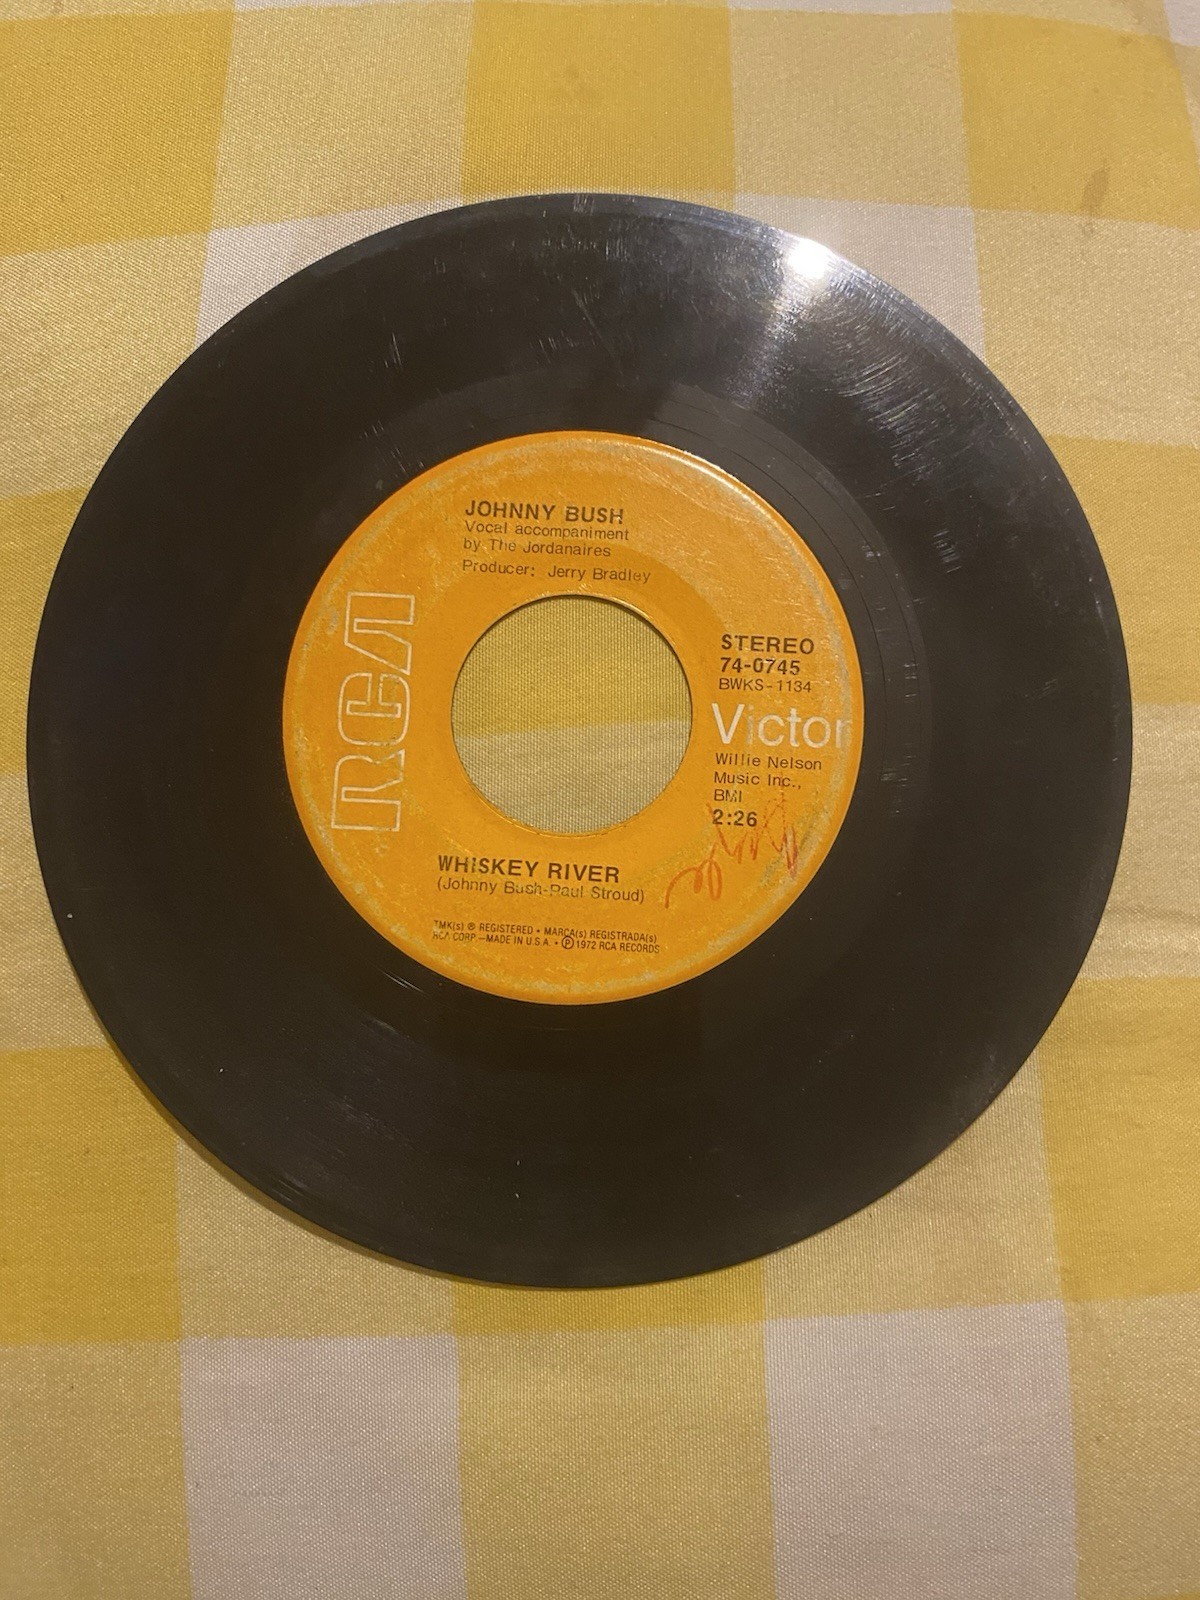 JOHNNY BUSH
Vocal accompaniment
by The Jordanaires
Producer: Jerry Bradley
RCA
STEREO
74-0745
BWKS-1134
Victor
Willie Nelson
Music Inc.,
BMI
2:26
WHISKEY RIVER
(Johnny Bush-Paul Stroud)
TMK(s) ® REGISTERED • MARCA(s) REGISTRADA(s)
RCA CORP.—MADE IN U.S.A. • ℗ 1972 RCA RECORDS